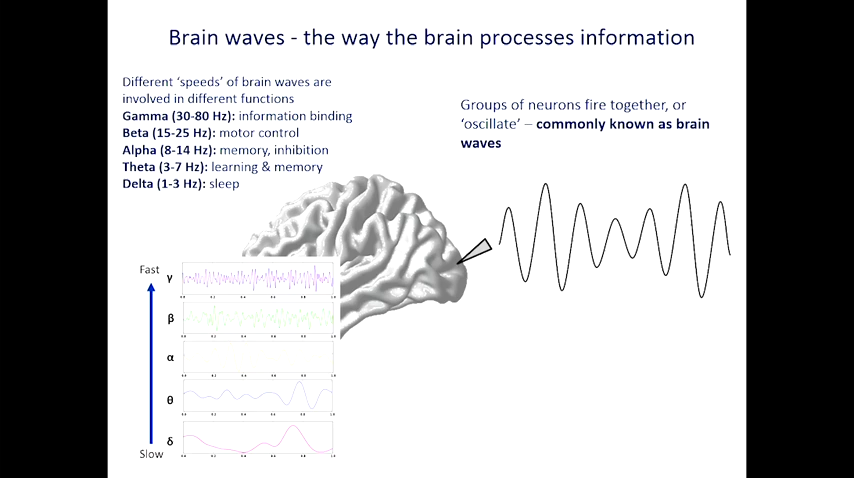 Brain waves - the way the brain processes information
Different ‘speeds’ of brain waves are
involved in different functions
Gamma (30-80 Hz): information binding
Beta (15-25 Hz): motor control
Alpha (8-14 Hz): memory, inhibition
Theta (3-7 Hz): learning & memory
Delta (1-3 Hz): sleep
Groups of neurons fire together, or
‘oscillate’ – commonly known as brain
waves
Fast
γ
β
α
θ
δ
Slow